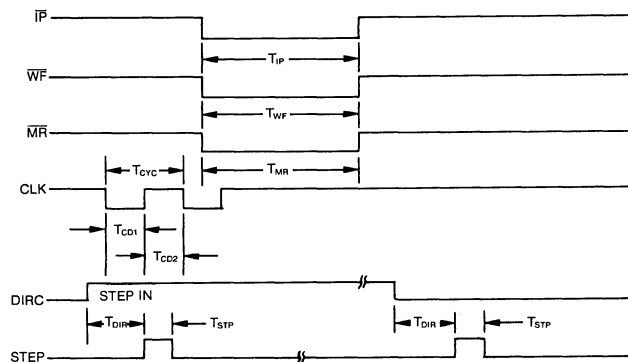 IP
TIP
WF
TWF
MR
TMR
TCYC
CLK
TCD1
TCD2
STEP IN
DIRC
TDIR
TSTP
TDIR
TSTP
STEP